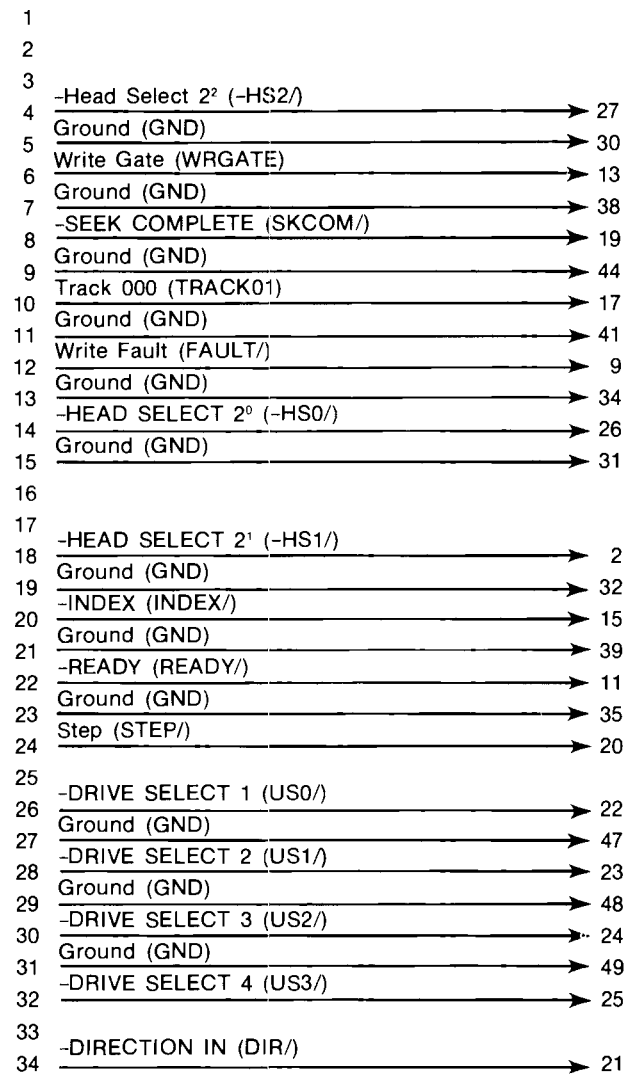 1
2
3
-Head Select 2² (-HS2/)
4 27
Ground (GND)
5 30
Write Gate (WRGATE)
6 13
Ground (GND)
7 38
-SEEK COMPLETE (SKCOM/)
8 19
Ground (GND)
9 44
Track 000 (TRACK01)
10 17
Ground (GND)
11 41
Write Fault (FAULT/)
12 9
Ground (GND)
13 34
-HEAD SELECT 2⁰ (-HS0/)
14 26
Ground (GND)
15 31
16
17
-HEAD SELECT 2¹ (-HS1/)
18 2
Ground (GND)
19 32
-INDEX (INDEX/)
20 15
Ground (GND)
21 39
-READY (READY/)
22 11
Ground (GND)
23 35
Step (STEP/)
24 20
25
-DRIVE SELECT 1 (US0/)
26 22
Ground (GND)
27 47
-DRIVE SELECT 2 (US1/)
28 23
Ground (GND)
29 48
-DRIVE SELECT 3 (US2/)
30 24
Ground (GND)
31 49
-DRIVE SELECT 4 (US3/)
32 25
33
-DIRECTION IN (DIR/)
34 21